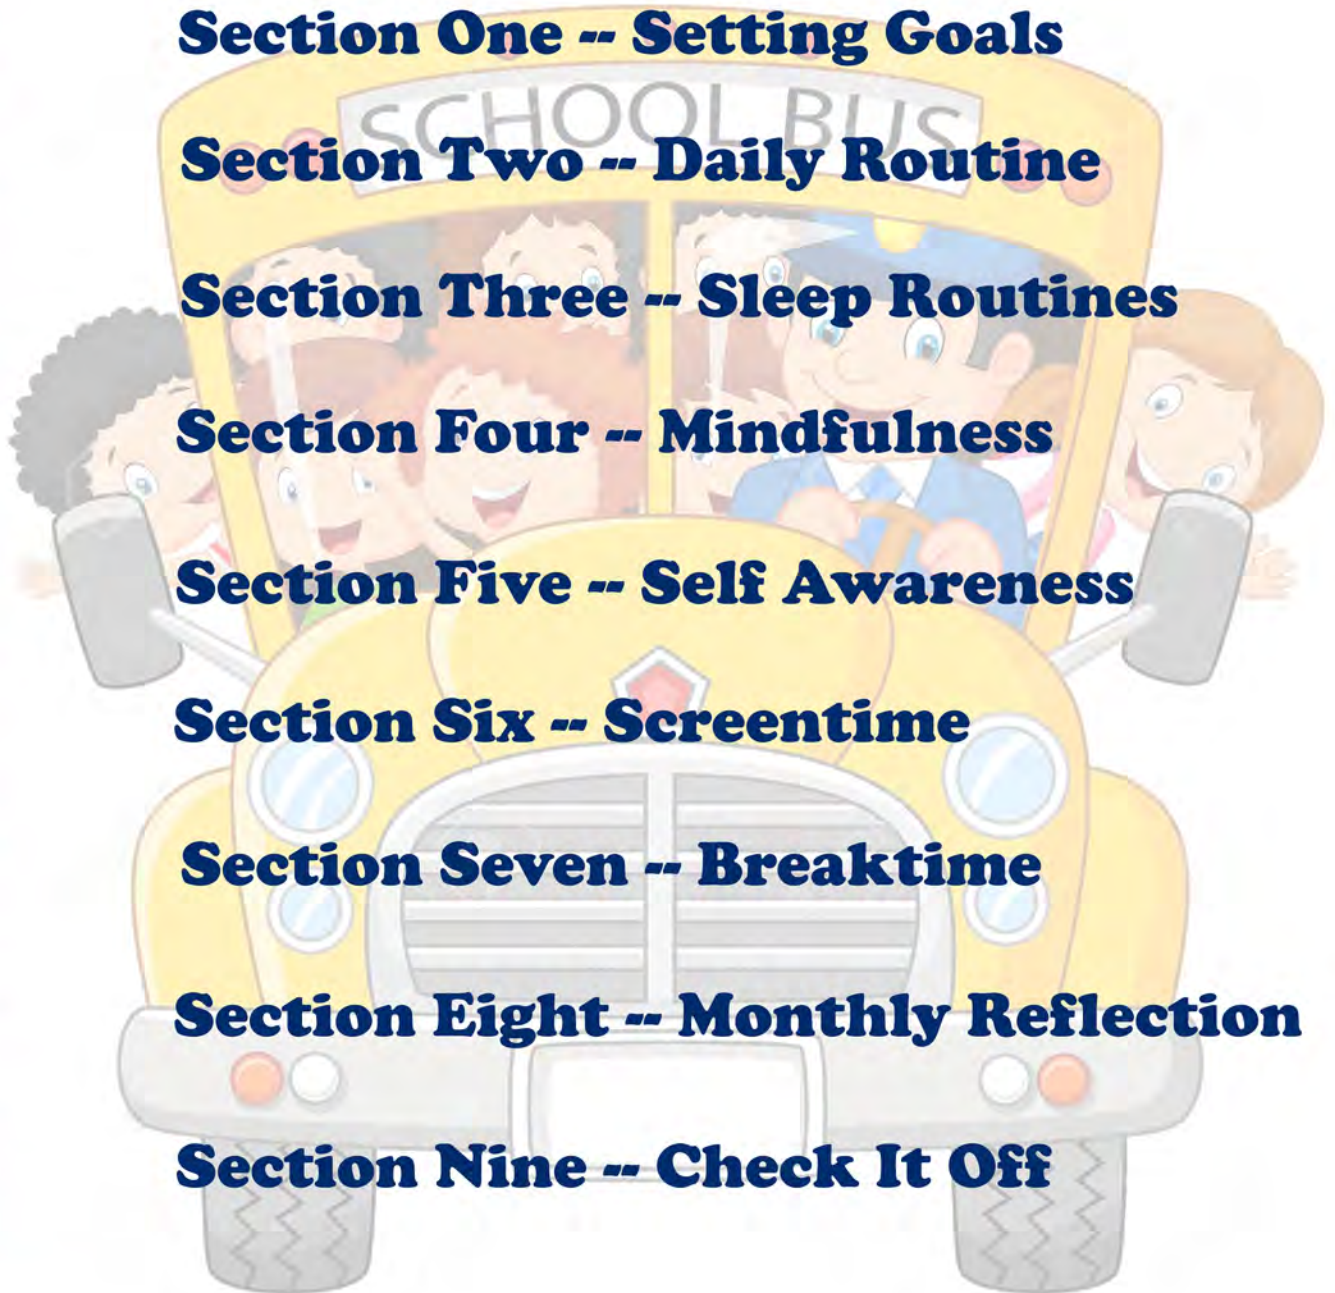 Section One -- Setting Goals
SCHOOL BUS
Section Two -- Daily Routine
Section Three -- Sleep Routines
Section Four -- Mindfulness
Section Five -- Self Awareness
Section Six -- Screentime
Section Seven -- Breaktime
Section Eight -- Monthly Reflection
Section Nine -- Check It Off